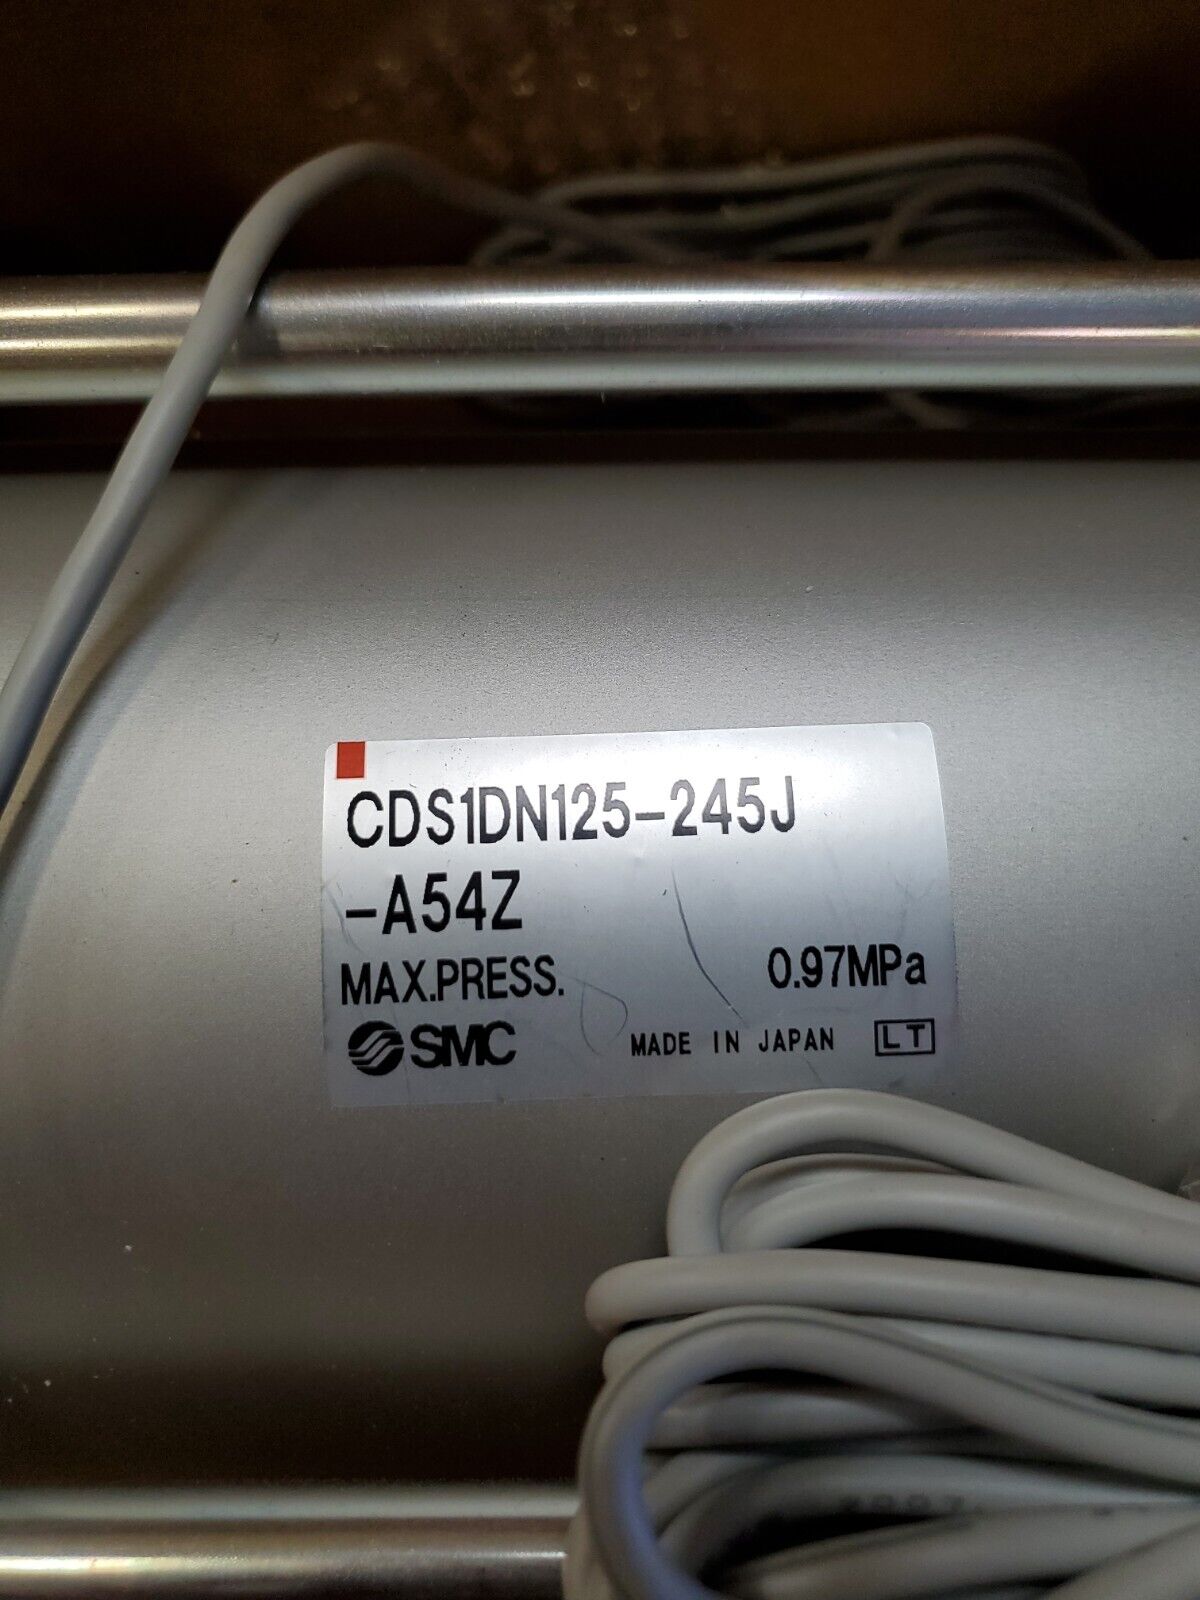 CDS1DN125-245J
-A54Z
MAX.PRESS. 0.97MPa
SMC MADE IN JAPAN LT